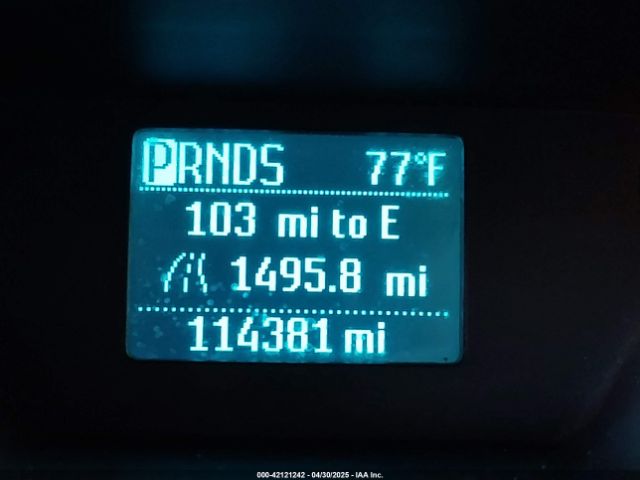 PRNDS 77°F
103 mi to E
1495.8 mi
114381 mi
000-42121242 - 04/30/2025 - IAA Inc.